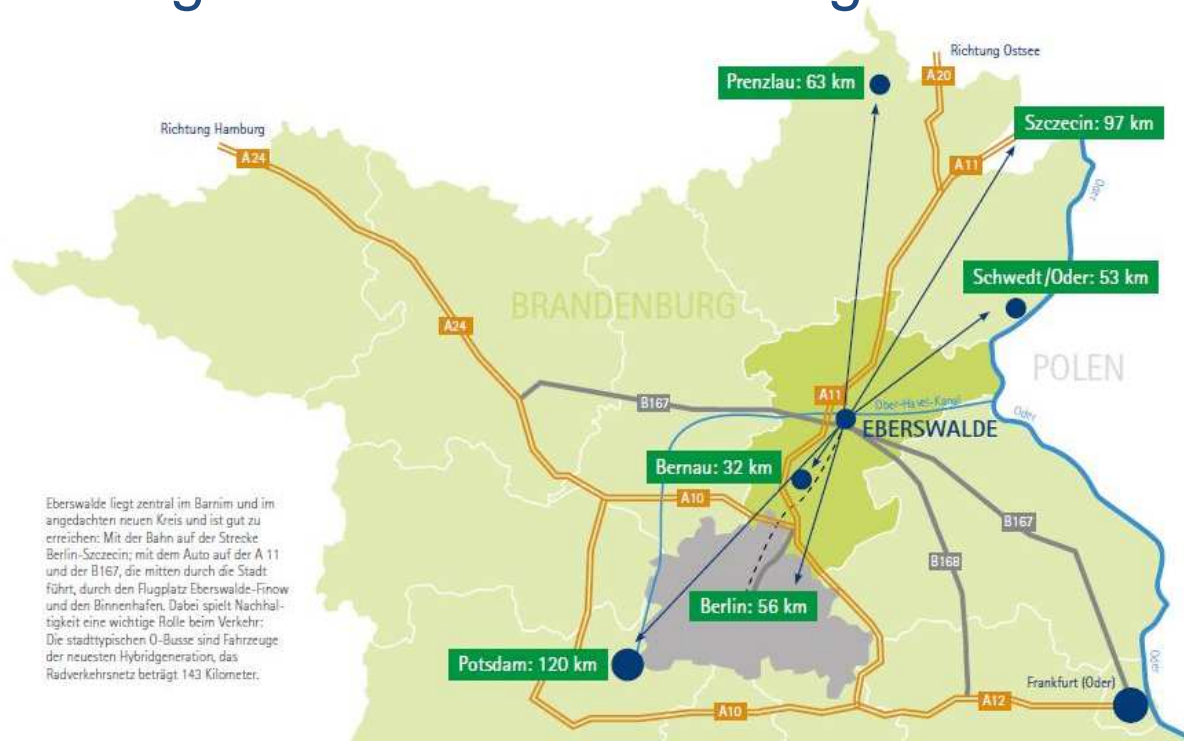 Richtung Ostsee
A20
Prenzlau: 63 km
Szczecin: 97 km
Richtung Hamburg
A24
A11
Oder
Schwedt/Oder: 53 km
BRANDENBURG
A24
POLEN
A11
B167
Ober-Havel-Kanal
Oder
EBERSWALDE
Bernau: 32 km
A10
B167
B168
Eberswalde liegt zentral im Barnim und im
angedachten neuen Kreis und ist gut zu
erreichen: Mit der Bahn auf der Strecke
Berlin-Szczecin; mit dem Auto auf der A 11
und der B167, die mitten durch die Stadt
führt, durch den Flugplatz Eberswalde-Finow
und den Binnenhafen. Dabei spielt Nachhal-
tigkeit eine wichtige Rolle beim Verkehr:
Die stadttypischen O-Busse sind Fahrzeuge
der neuesten Hybridgeneration, das
Radverkehrsnetz beträgt 143 Kilometer.
Berlin: 56 km
Potsdam: 120 km
Oder
Frankfurt (Oder)
A12
A10